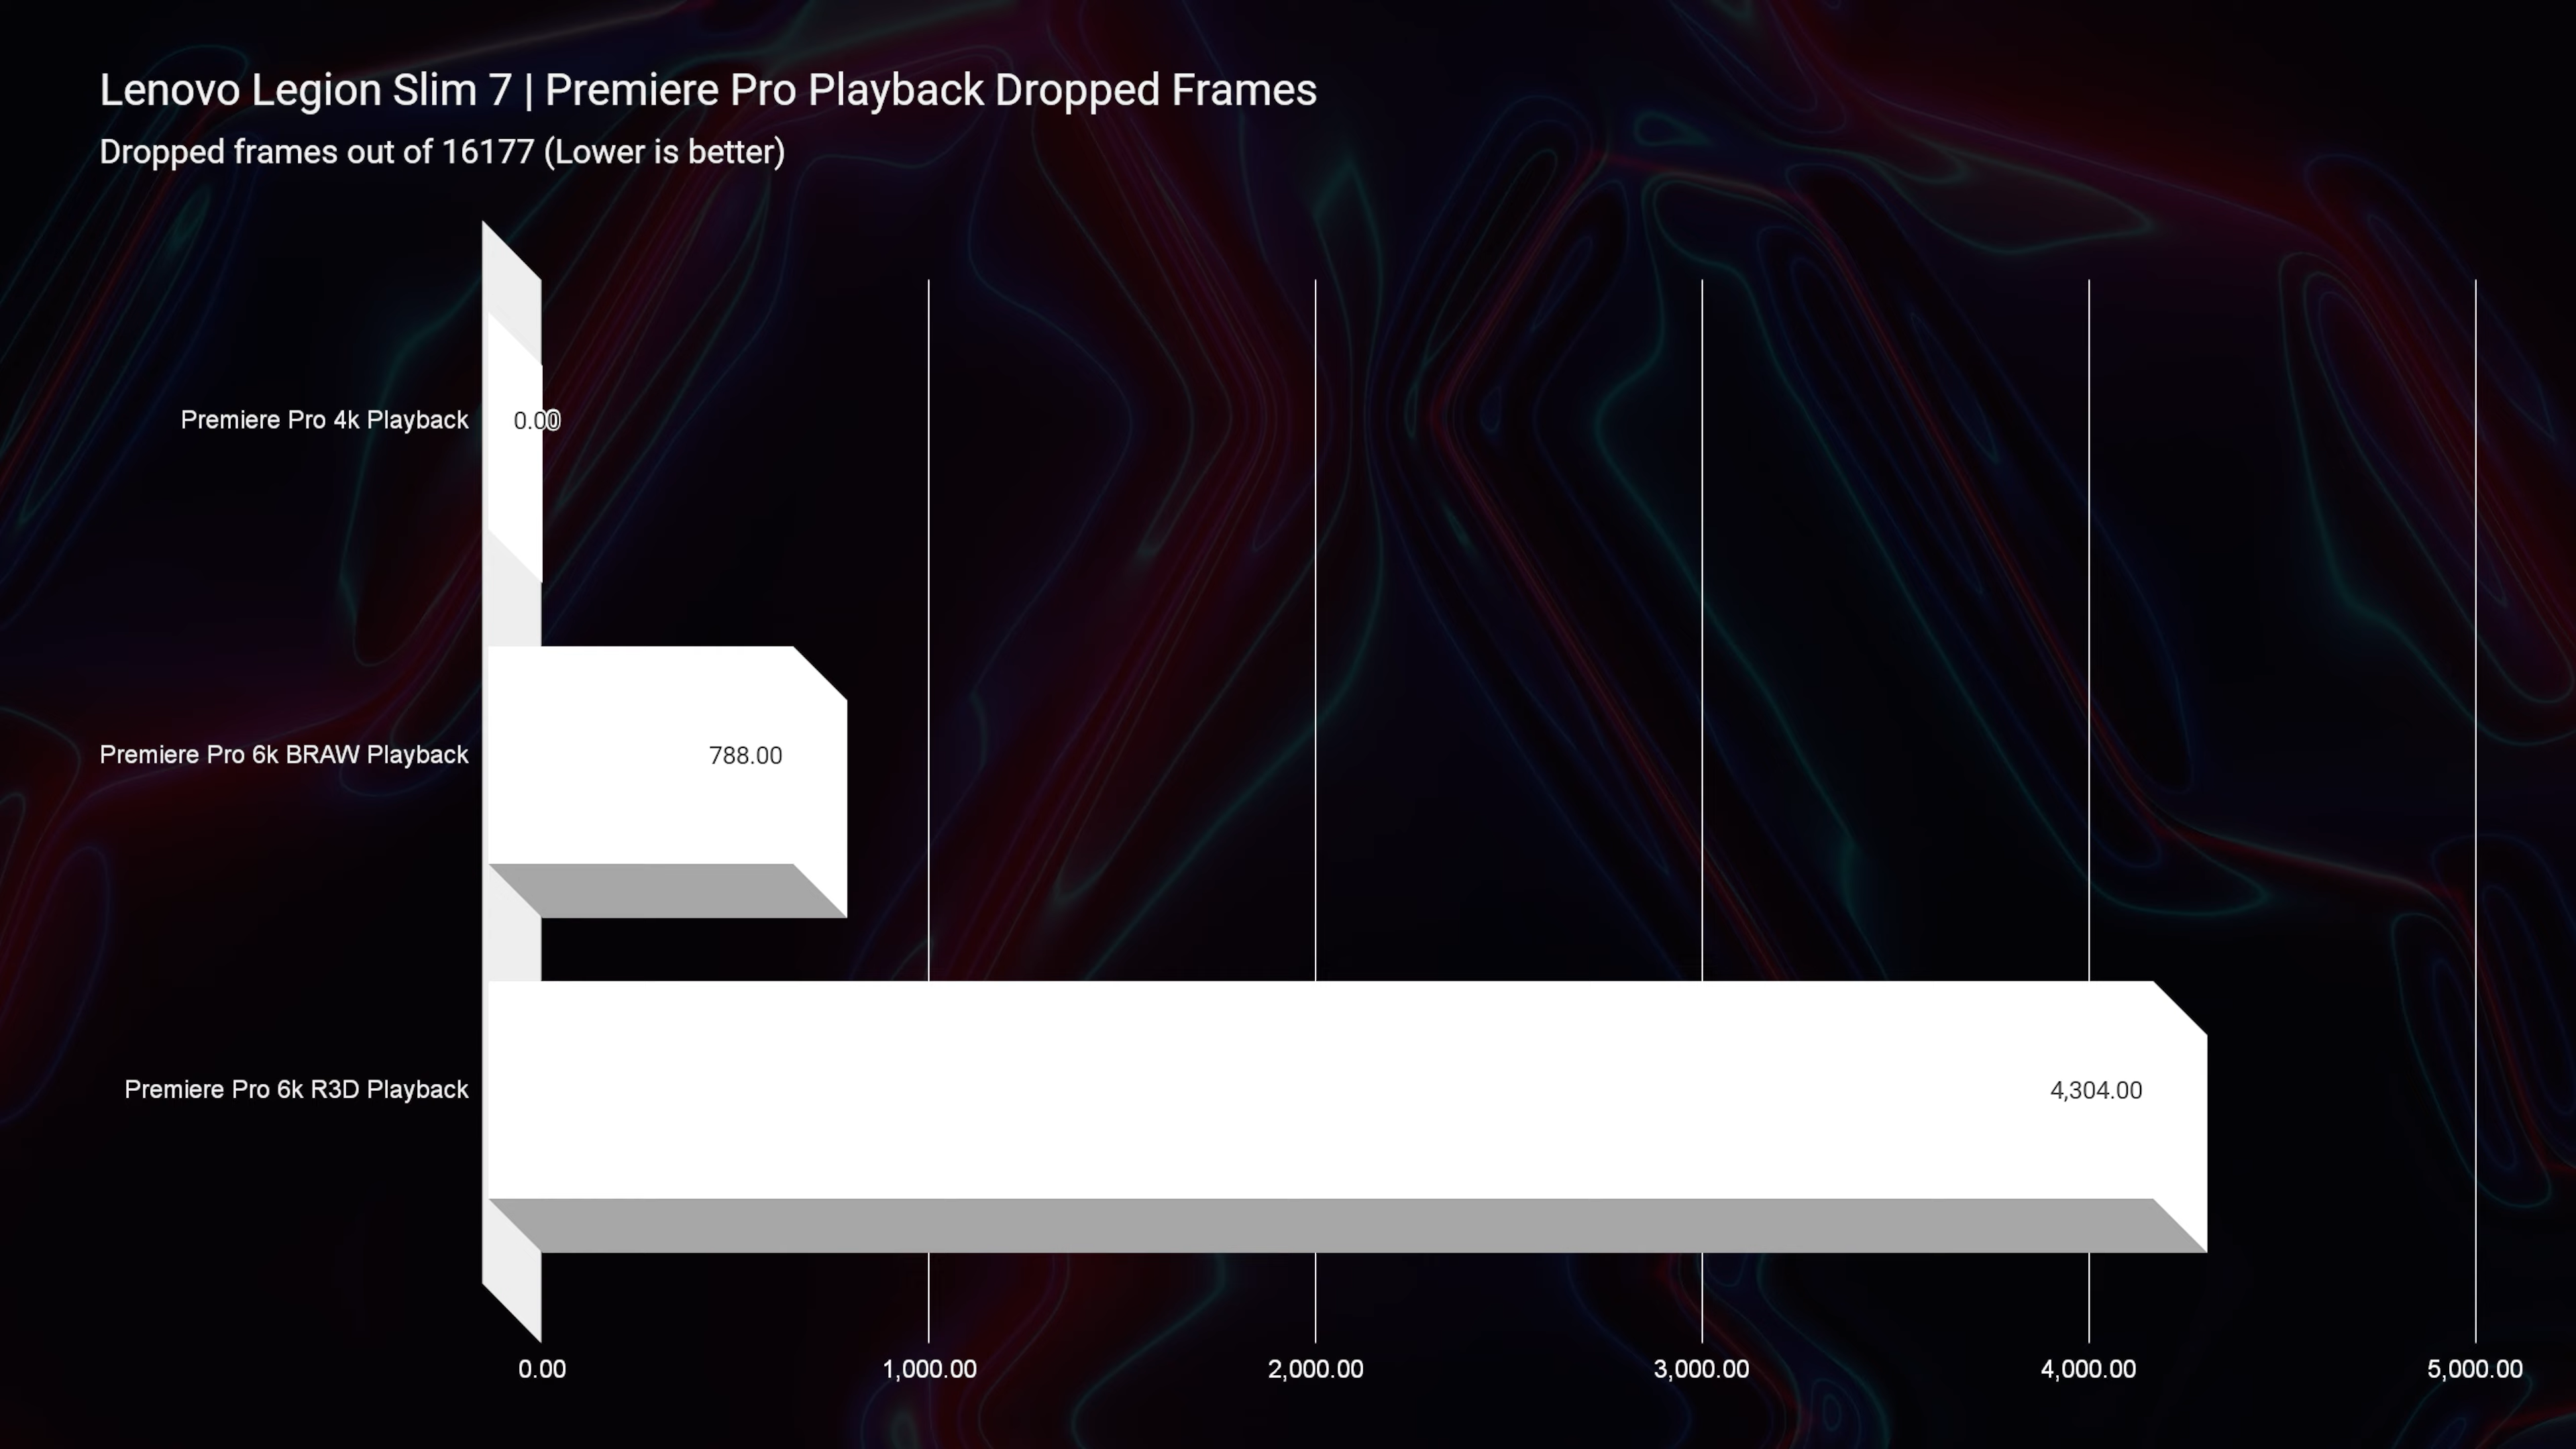 Lenovo Legion Slim 7 | Premiere Pro Playback Dropped Frames
Dropped frames out of 16177 (Lower is better)
Premiere Pro 4k Playback
0.00
Premiere Pro 6k BRAW Playback
788.00
Premiere Pro 6k R3D Playback
4,304.00
0.00 1,000.00 2,000.00 3,000.00 4,000.00 5,000.00